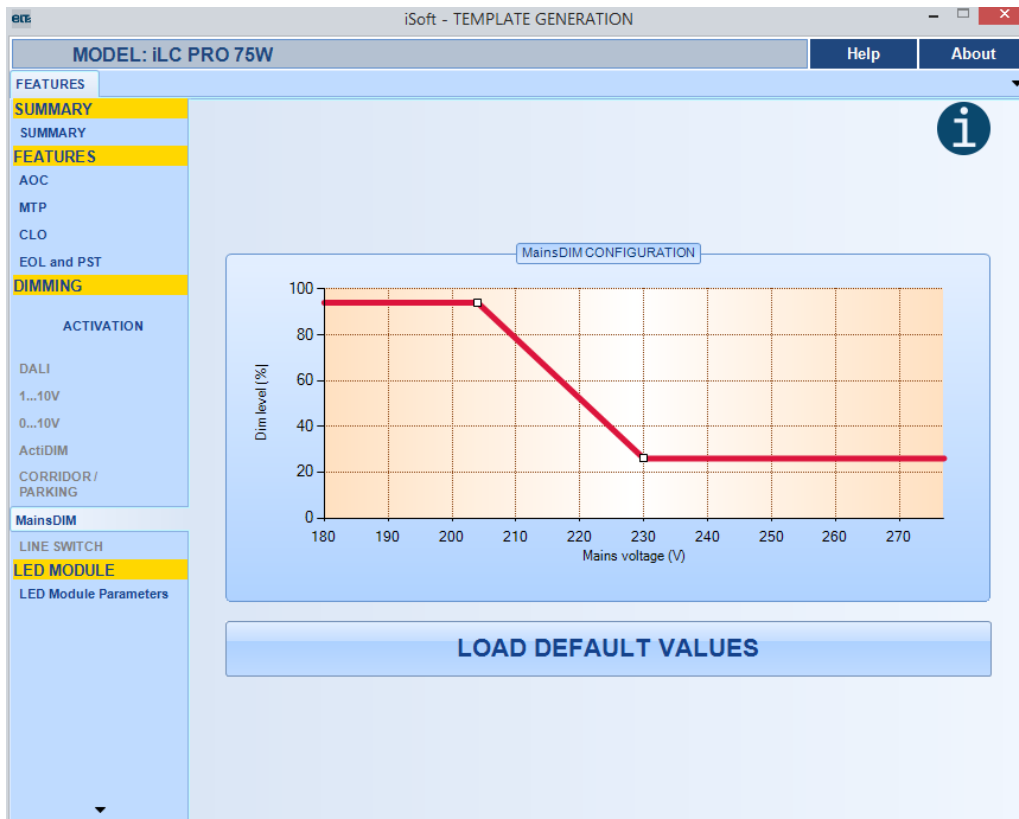 iSoft - TEMPLATE GENERATION
MODEL: iLC PRO 75W
Help
About
FEATURES
SUMMARY
SUMMARY
FEATURES
AOC
MTP
CLO
EOL and PST
DIMMING
ACTIVATION
DALI
1...10V
0...10V
ActiDIM
CORRIDOR /
PARKING
MainsDIM
LINE SWITCH
LED MODULE
LED Module Parameters
i
MainsDIM CONFIGURATION
Dim level (%)
100
80
60
40
20
0
180 190 200 210 220 230 240 250 260 270
Mains voltage (V)
LOAD DEFAULT VALUES